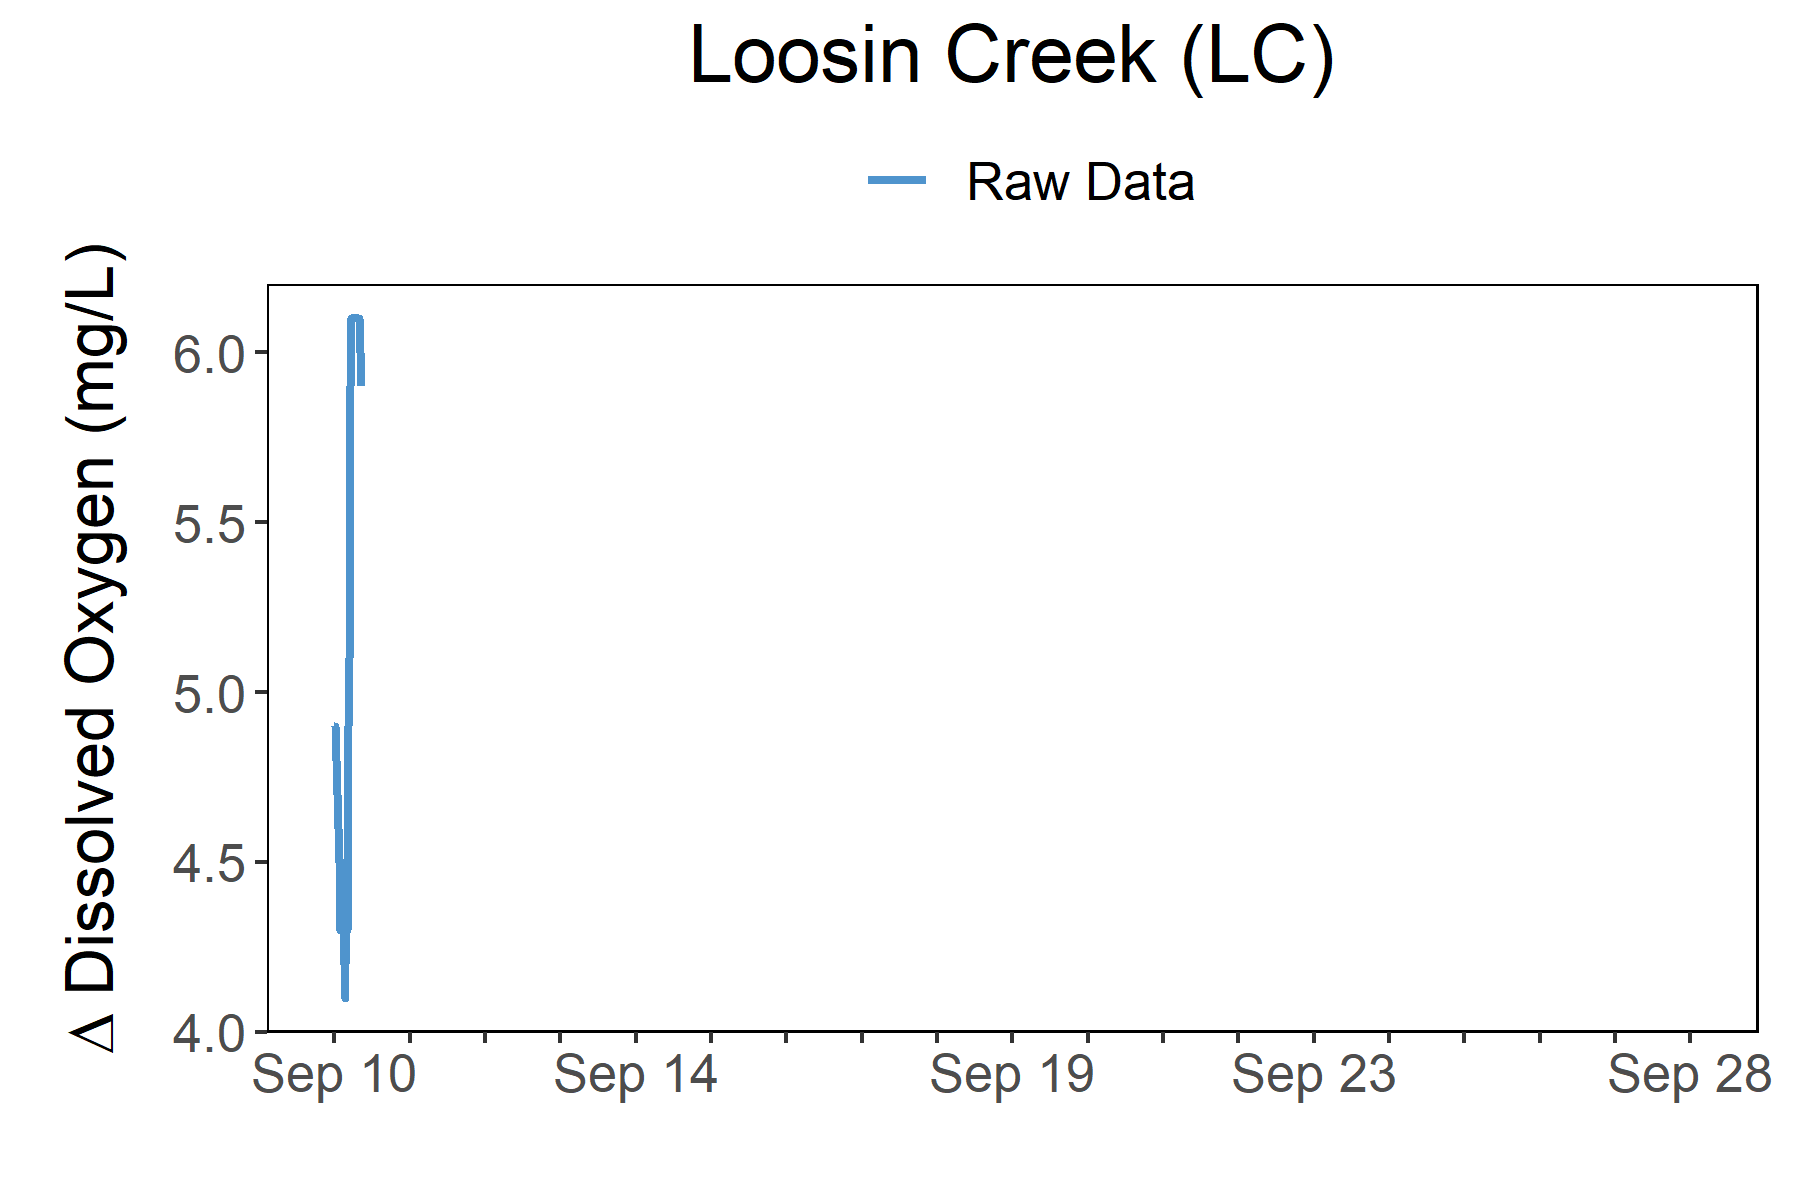 Loosin Creek (LC)
Raw Data
Δ Dissolved Oxygen (mg/L)
6.0
5.5
5.0
4.5
4.0
Sep 10 Sep 14 Sep 19 Sep 23 Sep 28